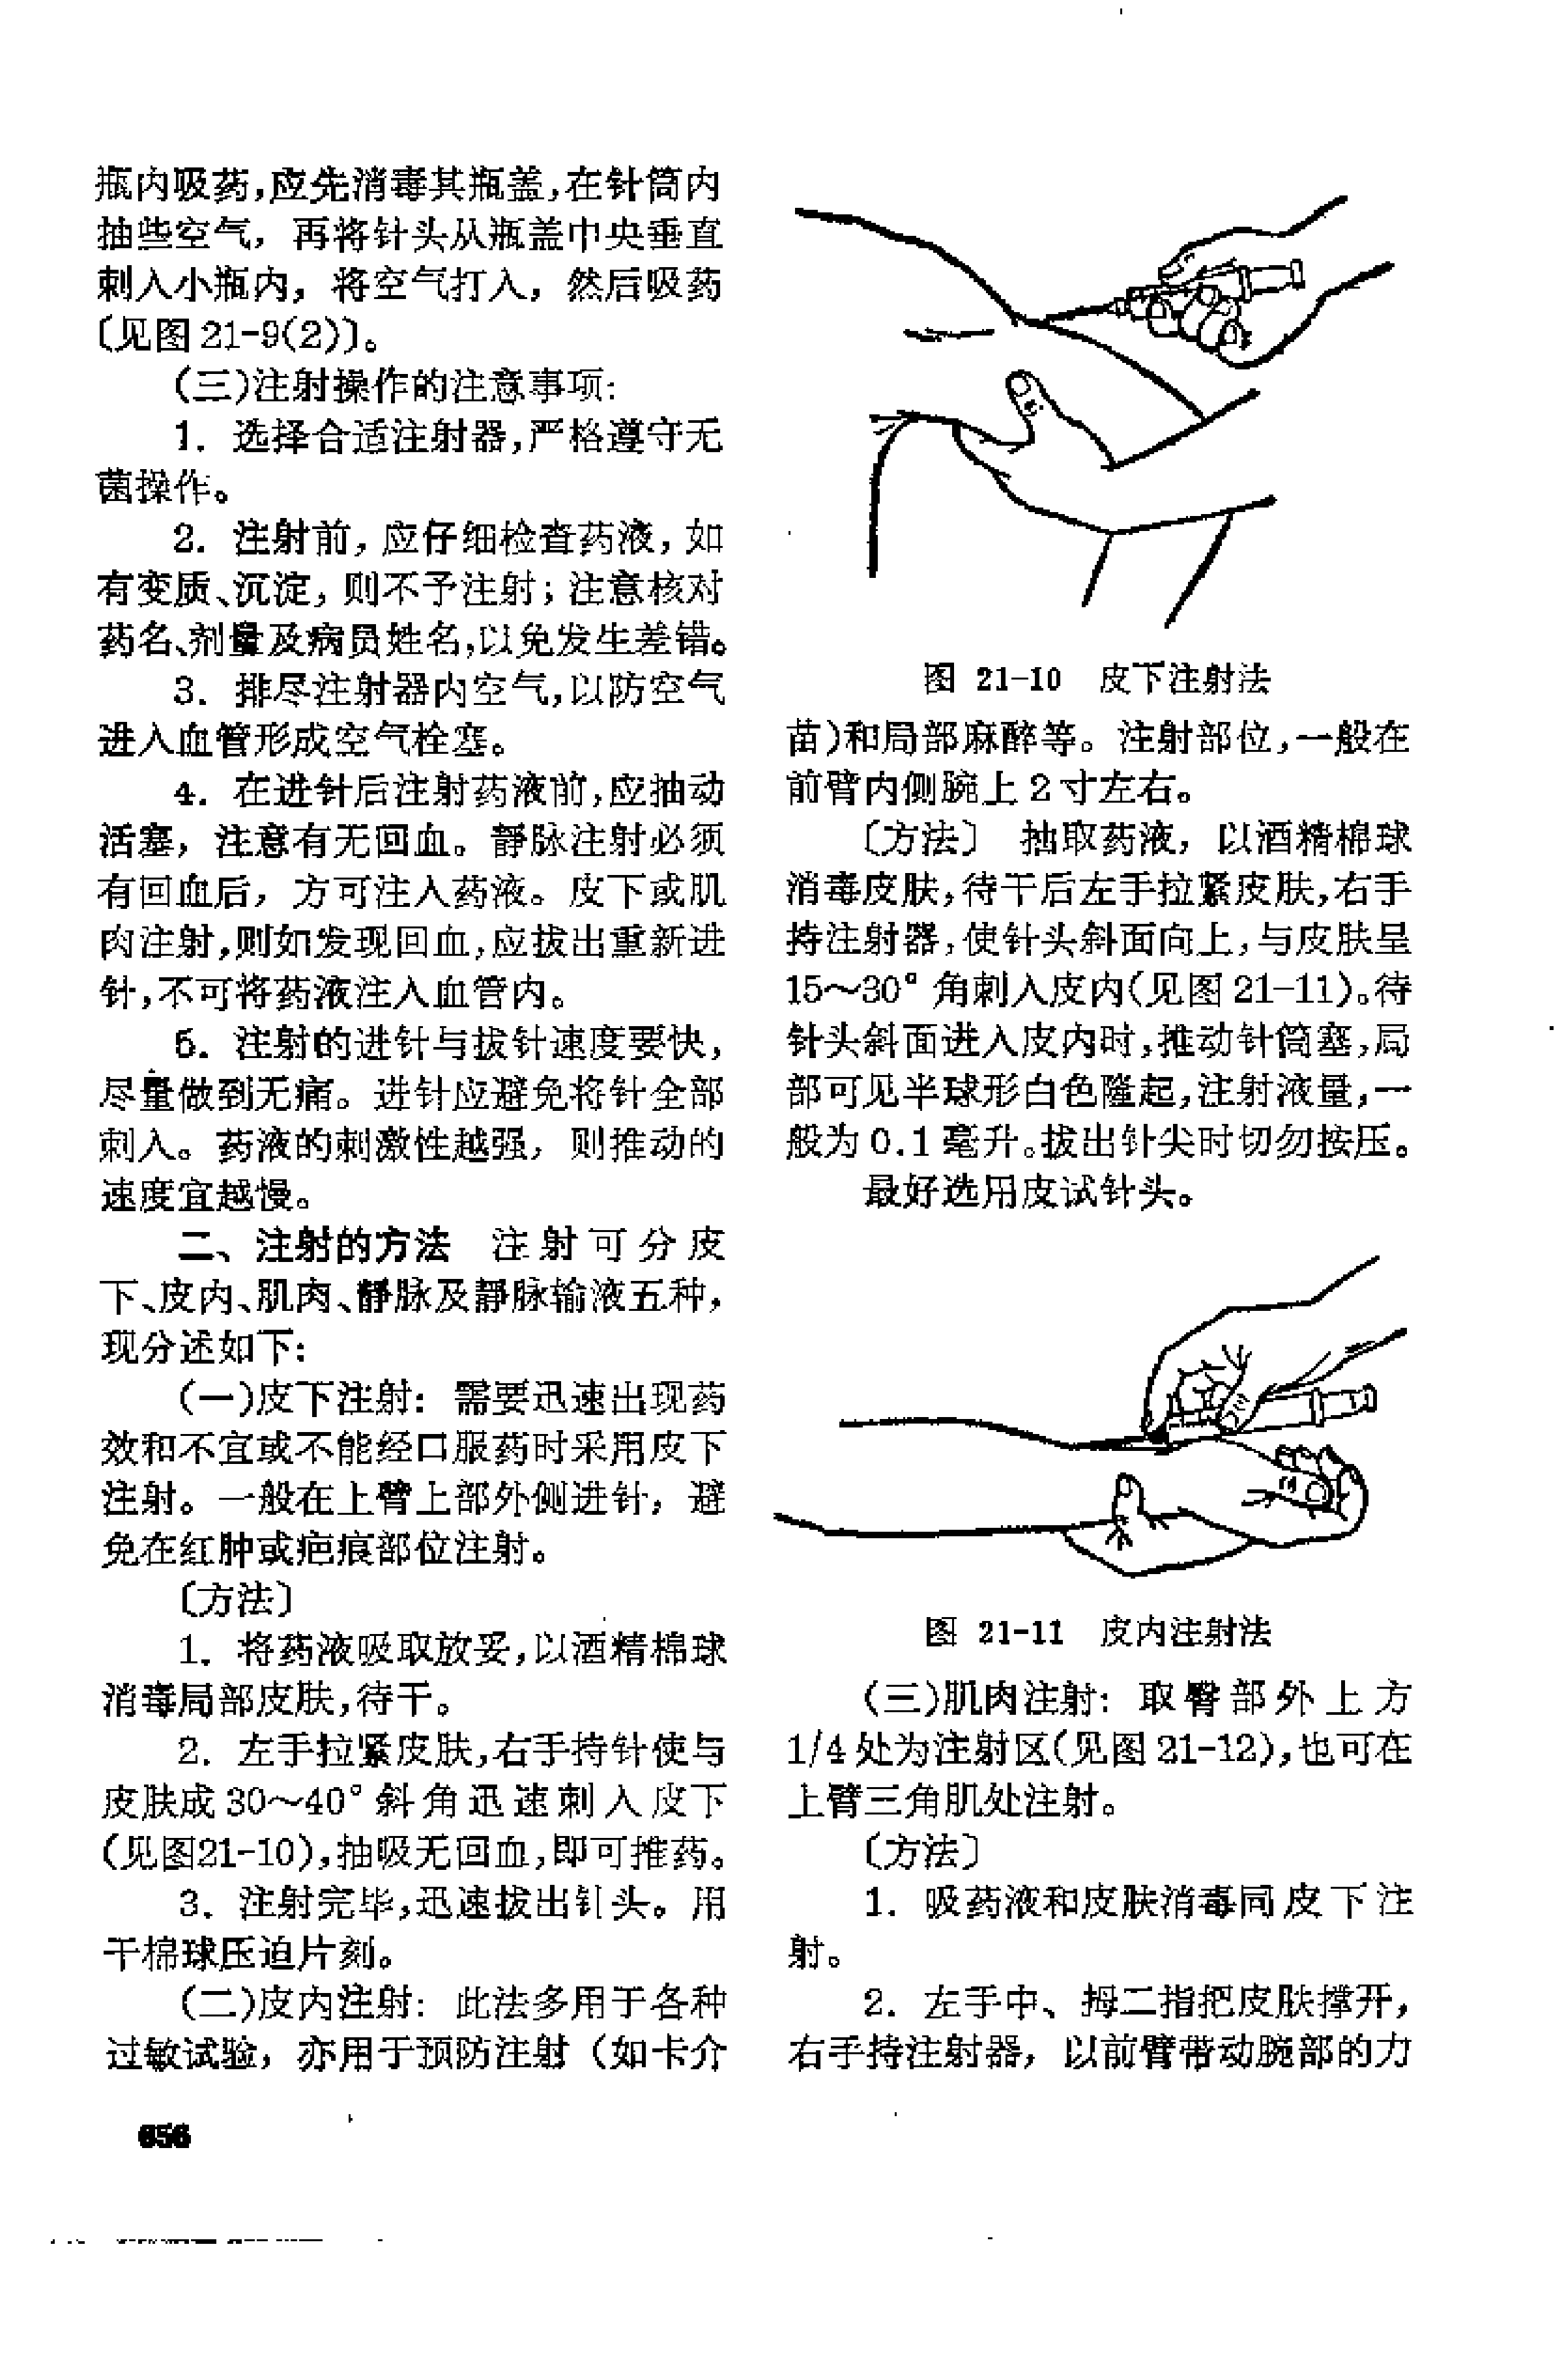 瓶内吸药,应先消毒其瓶盖,在针筒内
抽些空气，再将针头从瓶盖中央垂直
刺入小瓶内，将空气打入，然后吸药
〔见图 21-9(2)〕。
(三)注射操作的注意事项:
1. 选择合适注射器,严格遵守无
菌操作。
2. 注射前，应仔细检查药液，如
有变质、沉淀，则不予注射；注意核对
药名、剂量及病员姓名,以免发生差错。
3. 排尽注射器内空气,以防空气
进入血管形成空气栓塞。
4. 在进针后注射药液前,应抽动
活塞，注意有无回血。静脉注射必须
有回血后，方可注入药液。皮下或肌
肉注射,则如发现回血,应拔出重新进
针,不可将药液注入血管内。
5. 注射的进针与拔针速度要快，
尽量做到无痛。进针应避免将针全部
刺入。药液的刺激性越强，则推动的
速度宜越慢。
二、注射的方法　注射可分皮
下、皮内、肌肉、静脉及静脉输液五种，
现分述如下:
(一)皮下注射: 需要迅速出现药
效和不宜或不能经口服药时采用皮下
注射。一般在上臂上部外侧进针，避
免在红肿或疤痕部位注射。
〔方法〕
1. 将药液吸取放妥,以酒精棉球
消毒局部皮肤,待干。
2. 左手拉紧皮肤,右手持针使与
皮肤成 30～40° 斜角迅速刺入皮下
(见图21-10),抽吸无回血,即可推药。
3. 注射完毕,迅速拔出针头。用
干棉球压迫片刻。
(二)皮内注射: 此法多用于各种
过敏试验，亦用于预防注射（如卡介
656
图 21-10　皮下注射法
苗)和局部麻醉等。注射部位,一般在
前臂内侧腕上 2 寸左右。
〔方法〕 抽取药液，以酒精棉球
消毒皮肤,待干后左手拉紧皮肤,右手
持注射器,使针头斜面向上,与皮肤呈
15～30° 角刺入皮内(见图 21-11)。待
针头斜面进入皮内时,推动针筒塞,局
部可见半球形白色隆起,注射液量,一
般为 0.1 毫升。拔出针尖时切勿按压。
最好选用皮试针头。
图 21-11　皮内注射法
(三)肌肉注射: 取臀部外上方
1/4 处为注射区(见图 21-12),也可在
上臂三角肌处注射。
〔方法〕
1. 吸药液和皮肤消毒同皮下注
射。
2. 左手中、拇二指把皮肤撑开，
右手持注射器，以前臂带动腕部的力